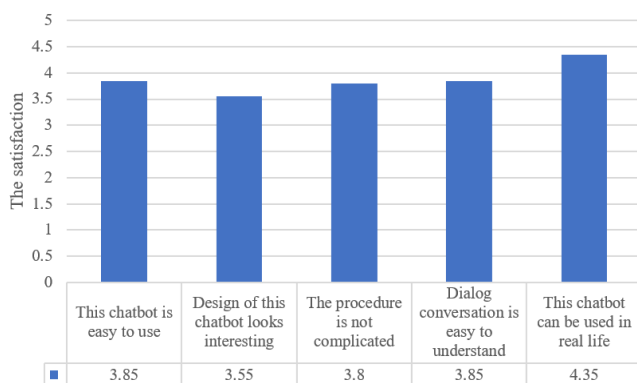 5
4.5
4
3.5
3
2.5
2
1.5
1
0.5
0
The satisfaction
This chatbot is
easy to use
Design of this
chatbot looks
interesting
The procedure
is not
complicated
Dialog
conversation is
easy to
understand
This chatbot
can be used in
real life
3.85
3.55
3.8
3.85
4.35